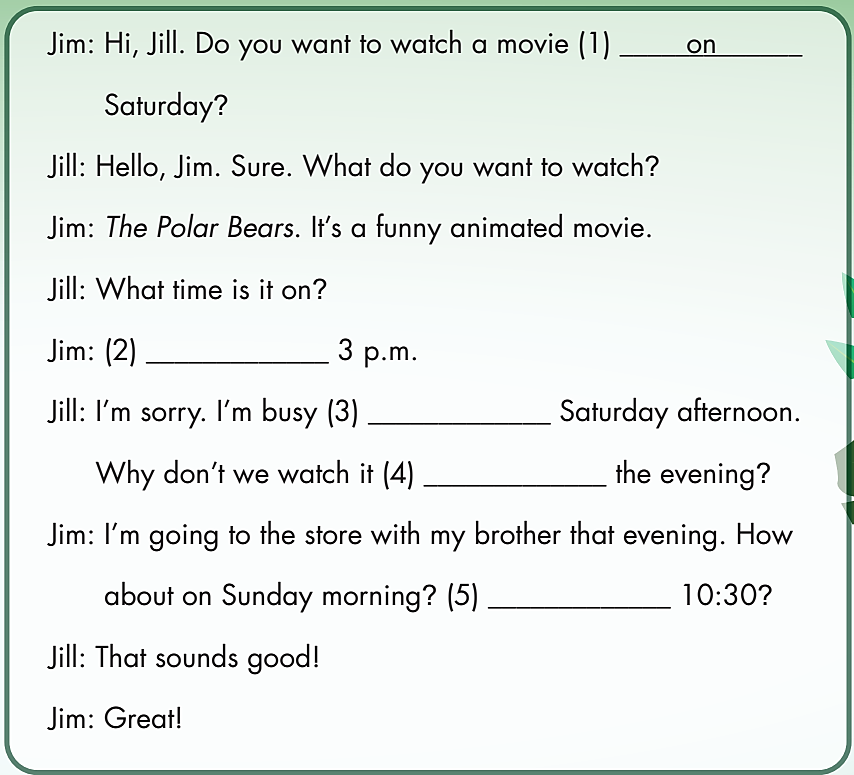 Jim: Hi, Jill. Do you want to watch a movie (1) _____on______
Saturday?
Jill: Hello, Jim. Sure. What do you want to watch?
Jim: The Polar Bears. It's a funny animated movie.
Jill: What time is it on?
Jim: (2) ____________ 3 p.m.
Jill: I'm sorry. I'm busy (3) ____________ Saturday afternoon.
Why don't we watch it (4) ____________ the evening?
Jim: I'm going to the store with my brother that evening. How
about on Sunday morning? (5) ____________ 10:30?
Jill: That sounds good!
Jim: Great!